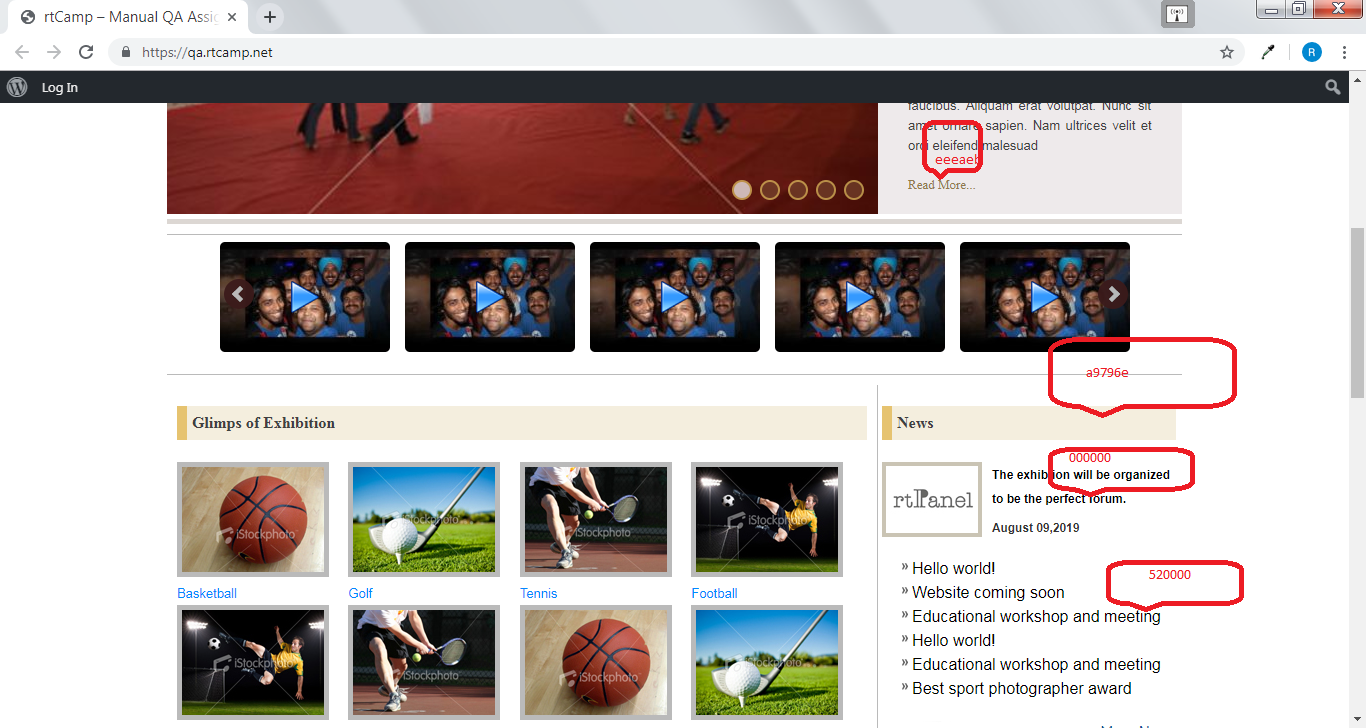 rtCamp – Manual QA Assig
https://qa.rtcamp.net
R
Log In
faucibus. Aliquam erat volutpat. Nunc sit
amet ornare sapien. Nam ultrices velit et
orci eleifend malesuad
eeeaeb
Read More...
a9796e
Glimps of Exhibition
News
000000
The exhibition will be organized
to be the perfect forum.
rtPanel
August 09,2019
iStockphoto
iStockphoto
iStockphoto
iStockphoto
520000
» Hello world!
» Website coming soon
» Educational workshop and meeting
» Hello world!
» Educational workshop and meeting
» Best sport photographer award
Basketball
Golf
Tennis
Football
iStockphoto
iStockphoto
iStockphoto
iStockphoto